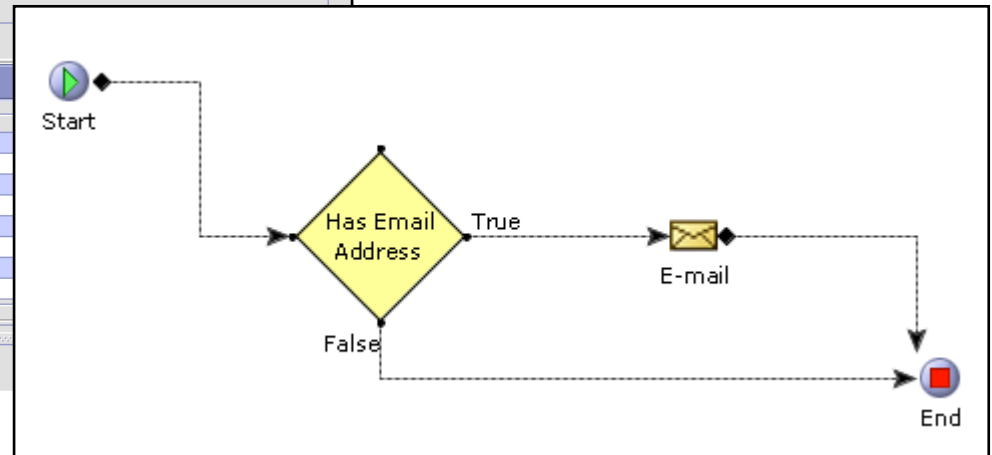 Start
Has Email
Address
True
E-mail
False
End